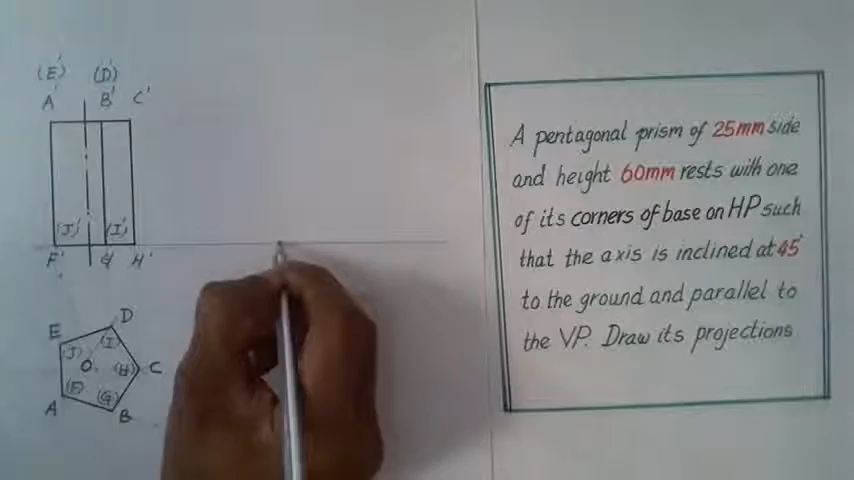 (E') (D')
A' B' C'
(J') (I')
F' G' H'
D
E
(J) (I)
O (H) C
(F) (G)
A B
A pentagonal prism of 25mm side
and height 60mm rests with one
of its corners of base on HP such
that the axis is inclined at 45°
to the ground and parallel to
the VP. Draw its projections